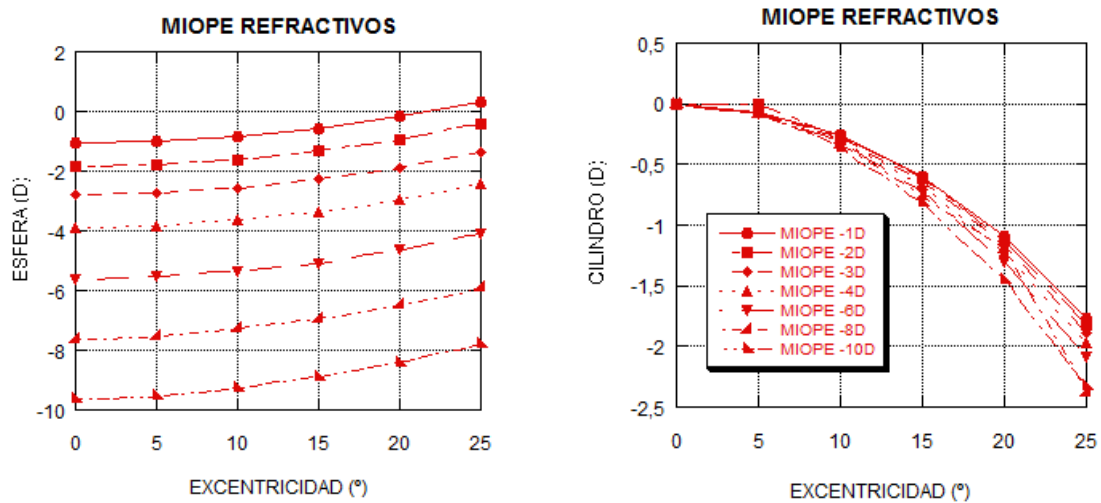 MIOPE REFRACTIVOS
ESFERA (D)
2
0
-2
-4
-6
-8
-10
0 5 10 15 20 25
EXCENTRICIDAD (º)
MIOPE REFRACTIVOS
CILINDRO (D)
0,5
0
-0,5
-1
-1,5
-2
-2,5
MIOPE -1D
MIOPE -2D
MIOPE -3D
MIOPE -4D
MIOPE -6D
MIOPE -8D
MIOPE -10D
0 5 10 15 20 25
EXCENTRICIDAD (º)